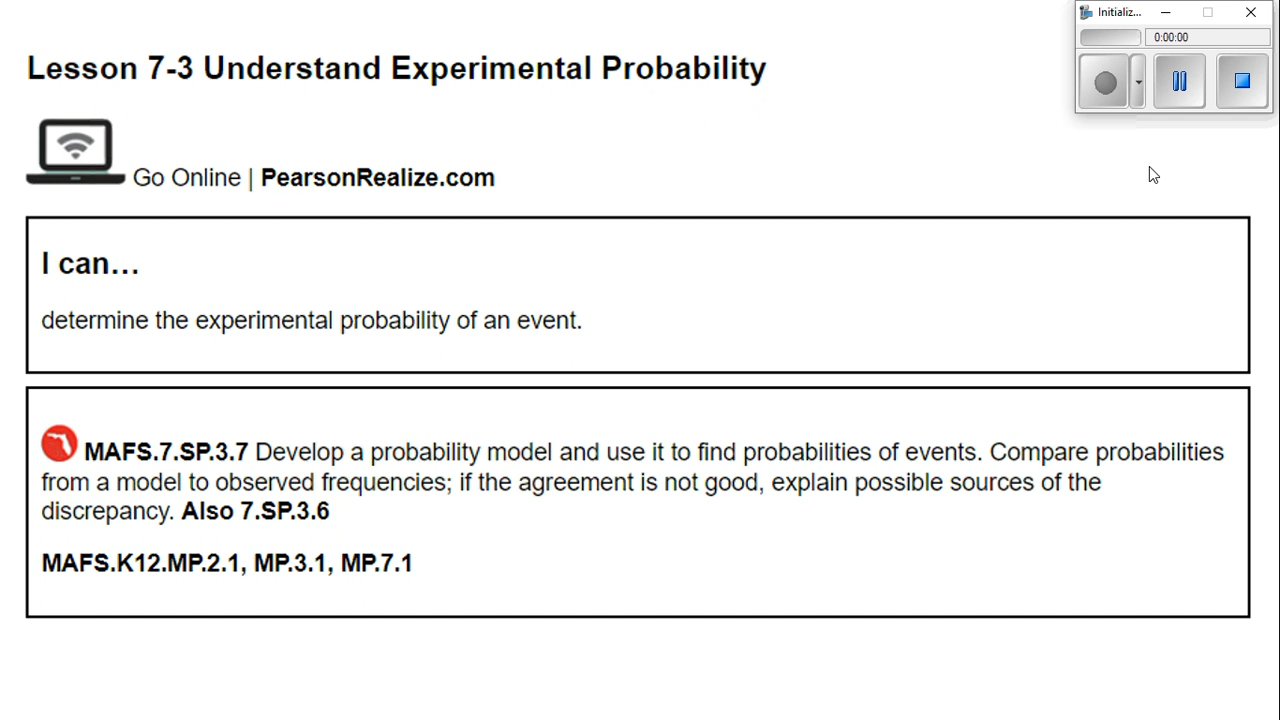 Initializ...
0:00:00
Lesson 7-3 Understand Experimental Probability
Go Online | PearsonRealize.com
I can…
determine the experimental probability of an event.
MAFS.7.SP.3.7 Develop a probability model and use it to find probabilities of events. Compare probabilities
from a model to observed frequencies; if the agreement is not good, explain possible sources of the
discrepancy. Also 7.SP.3.6
MAFS.K12.MP.2.1, MP.3.1, MP.7.1